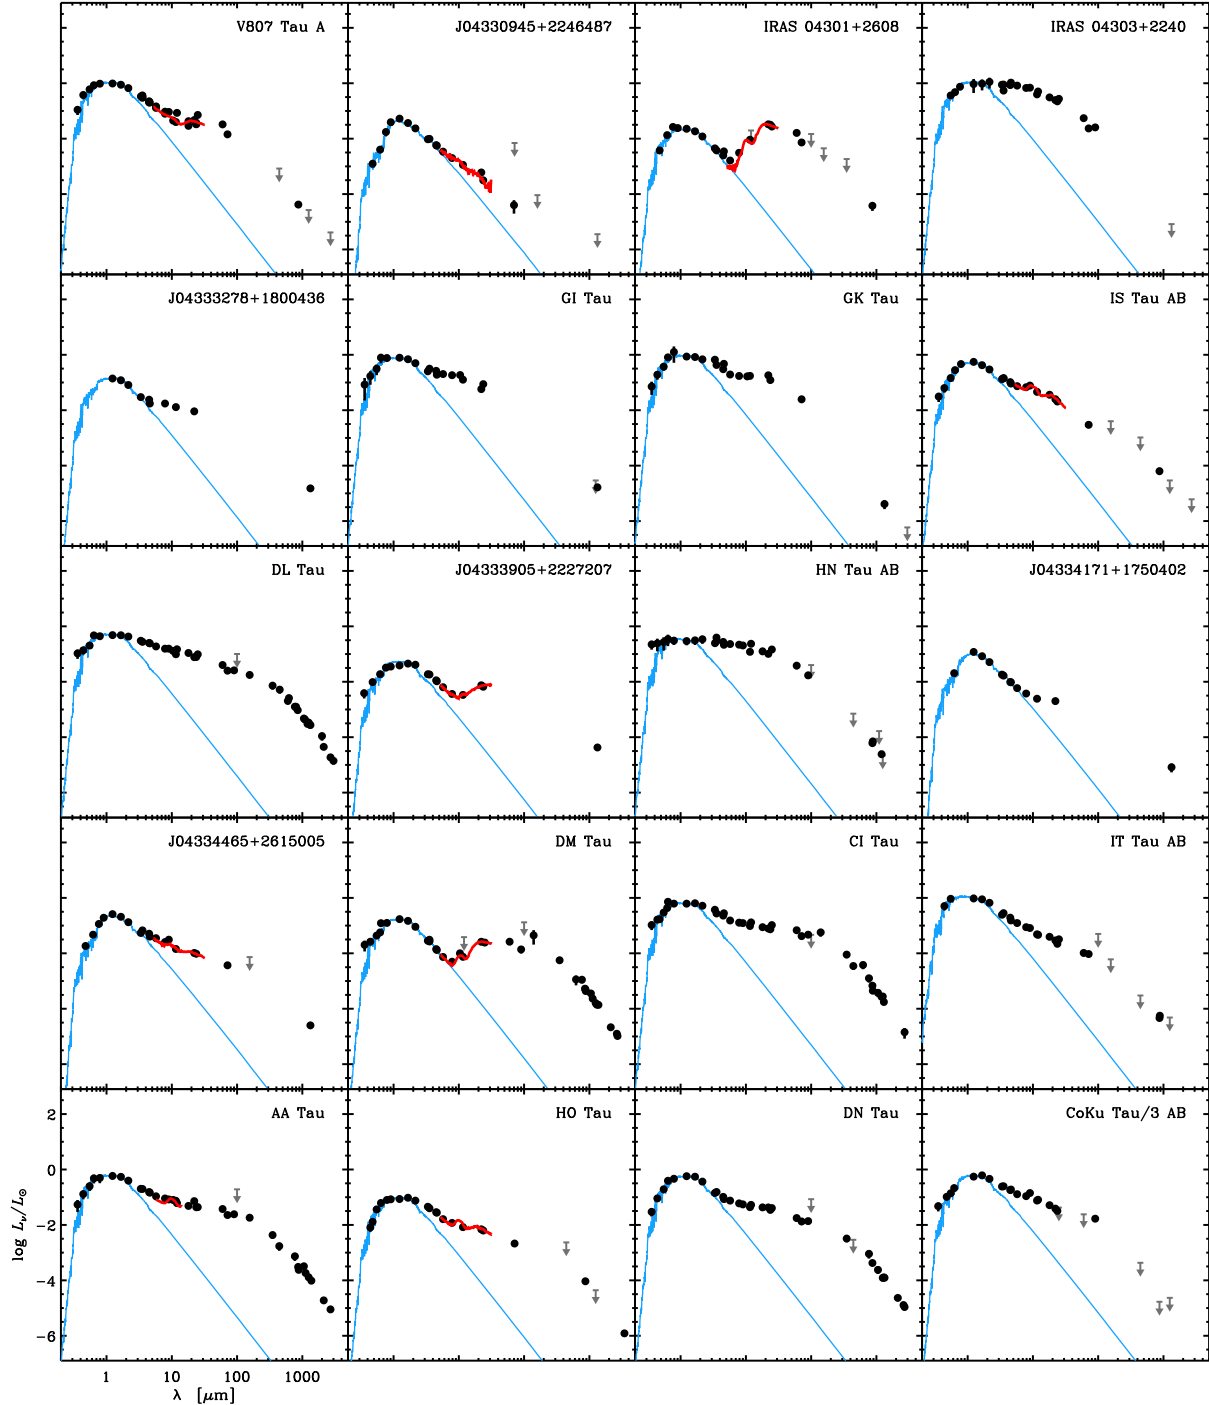 V807 Tau A
J04330945+2246487
IRAS 04301+2608
IRAS 04303+2240
J04333278+1800436
GI Tau
GK Tau
IS Tau AB
DL Tau
J04333905+2227207
HN Tau AB
J04334171+1750402
J04334465+2615005
DM Tau
CI Tau
IT Tau AB
AA Tau
HO Tau
DN Tau
CoKu Tau/3 AB
2
0
−2
−4
−6
log Lν/L⊙
1 10 100 1000
λ [μm]